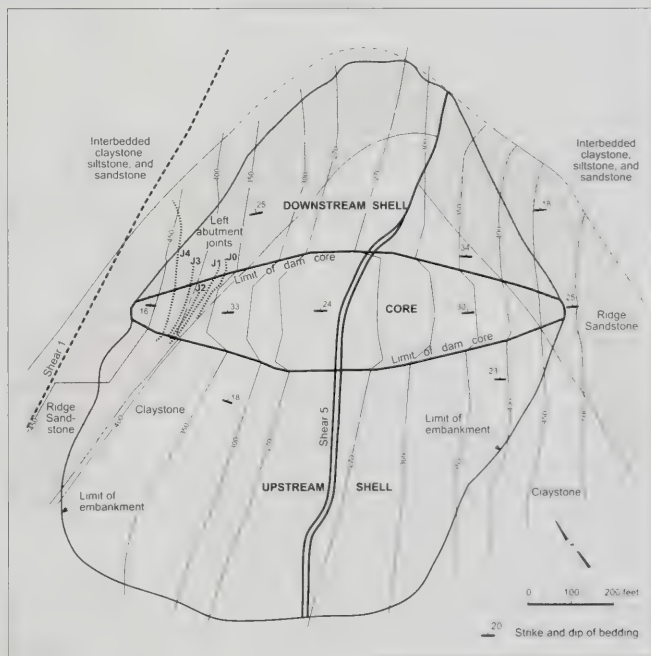 Interbedded
claystone
siltstone, and
sandstone
Interbedded
claystone,
siltstone, and
sandstone
DOWNSTREAM SHELL
Left
abutment
joints
J4
J3
J1
J0
J2
Limit of dam core
25
18
34
16
33
24
CORE
25
Ridge
Sandstone
Limit of dam core
Shear 1
Ridge
Sand-
stone
Claystone
18
Shear 5
23
Limit of
embankment
UPSTREAM SHELL
Claystone
Limit of
embankment
0 100 200 feet
20 Strike and dip of bedding